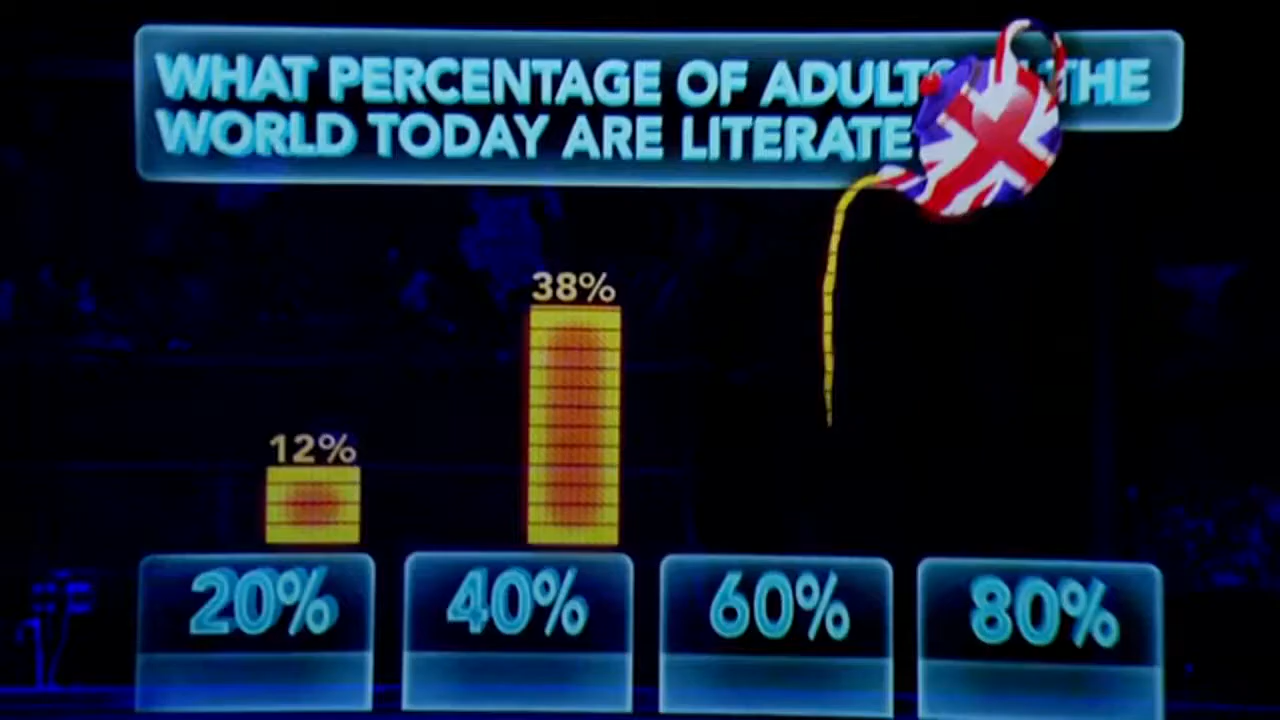 WHAT PERCENTAGE OF ADULTS THE
WORLD TODAY ARE LITERATE
38%
12%
20% 40% 60% 80%